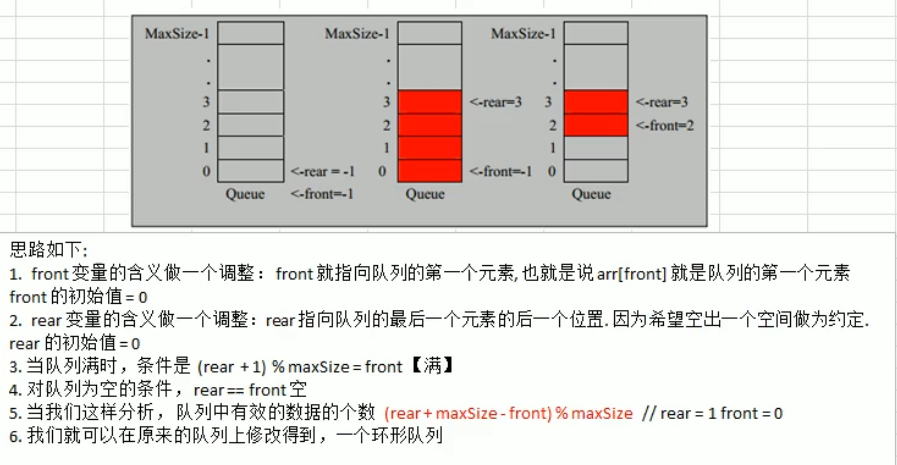 MaxSize-1 MaxSize-1 MaxSize-1
. . .
. . .
3 3 <-rear=3 3 <-rear=3
2 2 2 <-front=2
1 1 1
0 <-rear = -1 0 <-front=-1 0
Queue <-front=-1 Queue Queue
思路如下:
1. front 变量的含义做一个调整： front 就指向队列的第一个元素, 也就是说 arr[front] 就是队列的第一个元素
front 的初始值 = 0
2. rear 变量的含义做一个调整：rear 指向队列的最后一个元素的后一个位置. 因为希望空出一个空间做为约定.
rear 的初始值 = 0
3. 当队列满时，条件是 (rear + 1) % maxSize = front 【满】
4. 对队列为空的条件， rear == front 空
5. 当我们这样分析， 队列中有效的数据的个数 (rear + maxSize - front) % maxSize // rear = 1 front = 0
6. 我们就可以在原来的队列上修改得到，一个环形队列